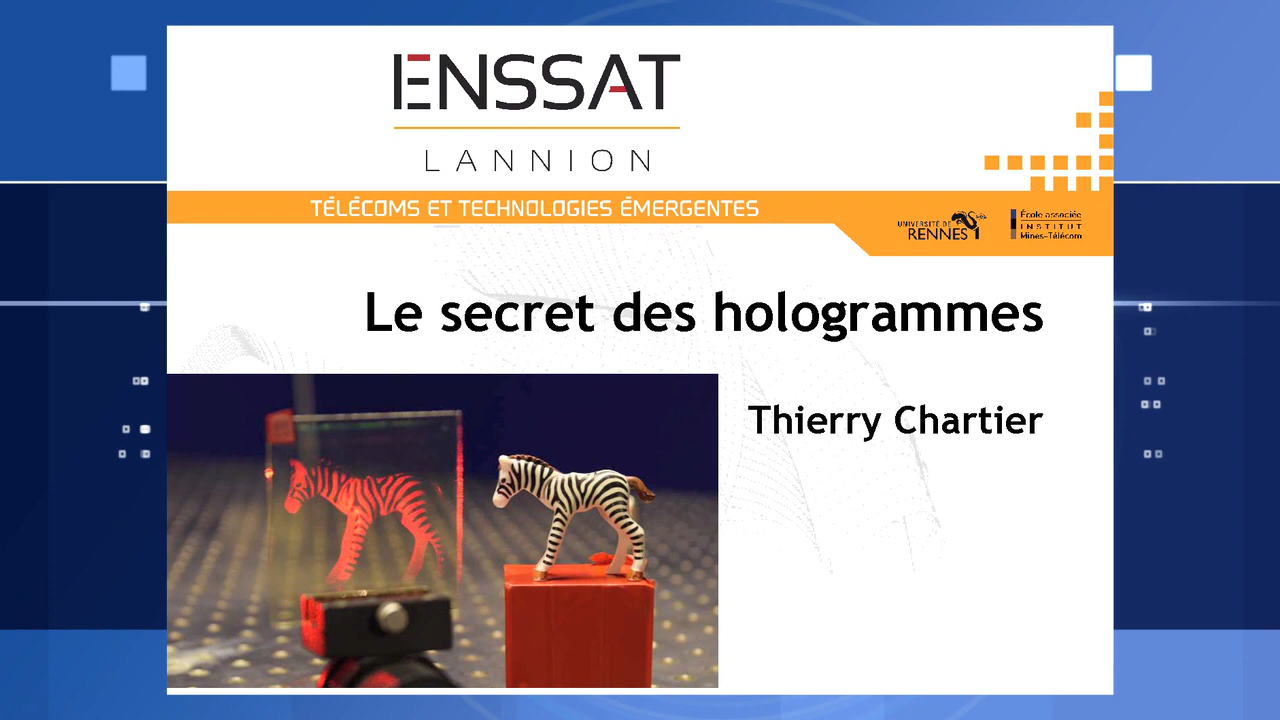 ENSSAT
LANNION
TÉLÉCOMS ET TECHNOLOGIES ÉMERGENTES
UNIVERSITÉ DE
RENNES 1
École associée
INSTITUT
Mines-Télécom
Le secret des hologrammes
Thierry Chartier